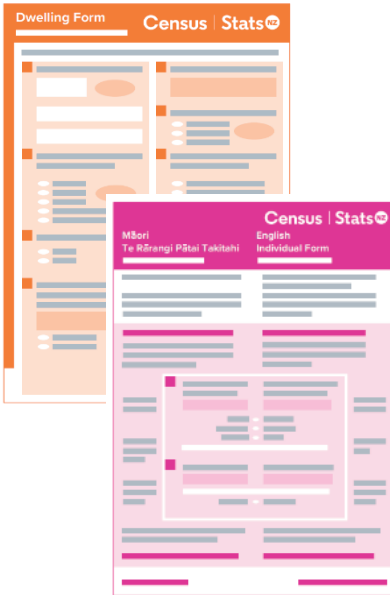 Dwelling Form
Census | Stats NZ
Census | Stats NZ
Māori
Te Rārangi Pātai Takitahi
English
Individual Form